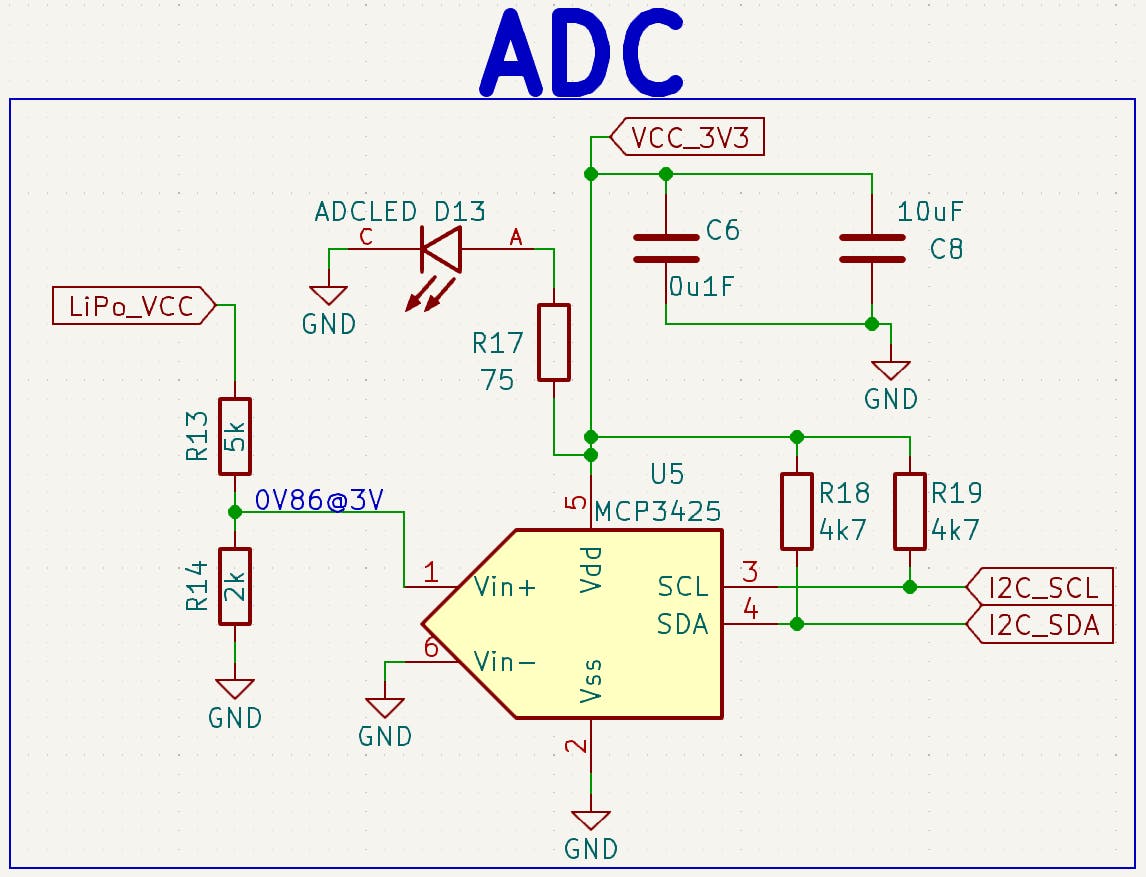 ADC
VCC_3V3
ADCLED D13
C
A
10uF
C6
C8
0u1F
LiPo_VCC
GND
R17
75
GND
R13
5k
U5
0V86@3V
5
MCP3425
R18
4k7
R19
4k7
R14
2k
1
Vin+
Vdd
SCL
3
I2C_SCL
SDA
4
I2C_SDA
6
Vin-
Vss
GND
GND
2
GND